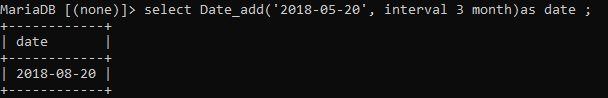 MariaDB [(none)]> select Date_add('2018-05-20', interval 3 month)as date ;
+------------+
| date       |
+------------+
| 2018-08-20 |
+------------+